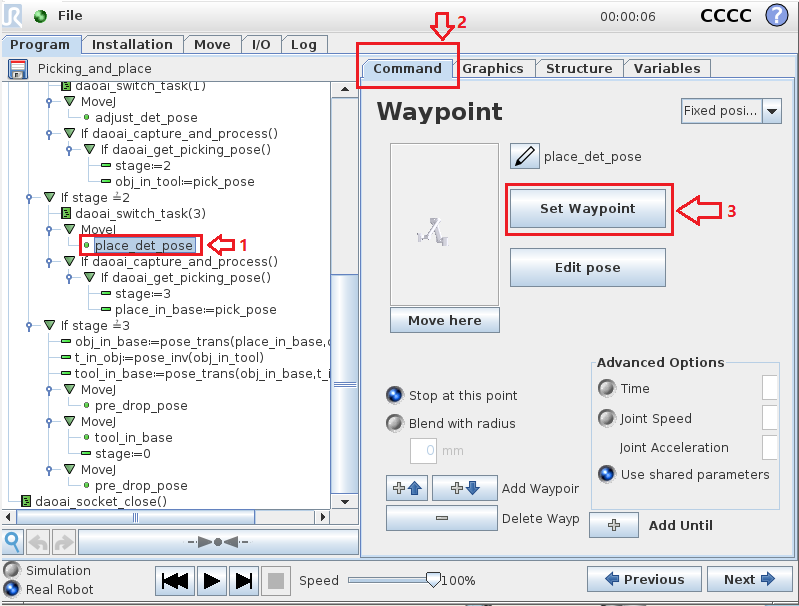 File
00:00:06
CCCC
?
2
Program
Installation
Move
I/O
Log
Picking_and_place
daoai_switch_task(1)
MoveJ
adjust_det_pose
If daoai_capture_and_process()
If daoai_get_picking_pose()
stage:=2
obj_in_tool:=pick_pose
If stage ≟2
daoai_switch_task(3)
MoveJ
place_det_pose
1
If daoai_capture_and_process()
If daoai_get_picking_pose()
stage:=3
place_in_base:=pick_pose
If stage ≟3
obj_in_base:=pose_trans(place_in_base,
t_in_obj:=pose_inv(obj_in_tool)
tool_in_base:=pose_trans(obj_in_base,t_i
MoveJ
pre_drop_pose
MoveJ
tool_in_base
stage:=0
MoveJ
pre_drop_pose
daoai_socket_close()
Command
Graphics
Structure
Variables
Waypoint
Fixed posi...
place_det_pose
Set Waypoint
3
Edit pose
Move here
Stop at this point
Blend with radius
0 mm
Add Waypoir
Delete Wayp
Advanced Options
Time
Joint Speed
Joint Acceleration
Use shared parameters
Add Until
Simulation
Real Robot
Speed
100%
Previous
Next